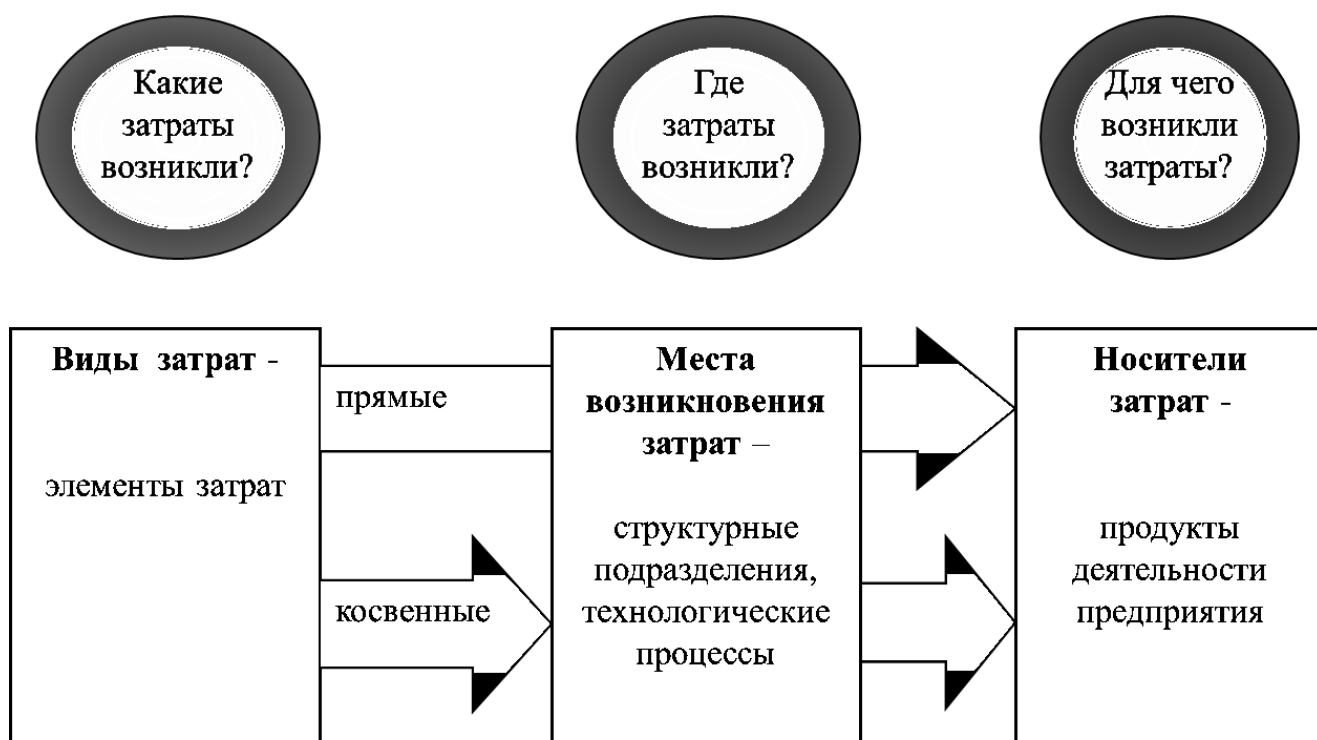 Какие
затраты
возникли?
Где
затраты
возникли?
Для чего
возникли
затраты?
Виды затрат -
элементы затрат
прямые
косвенные
Места
возникновения
затрат –
структурные
подразделения,
технологические
процессы
Носители
затрат -
продукты
деятельности
предприятия